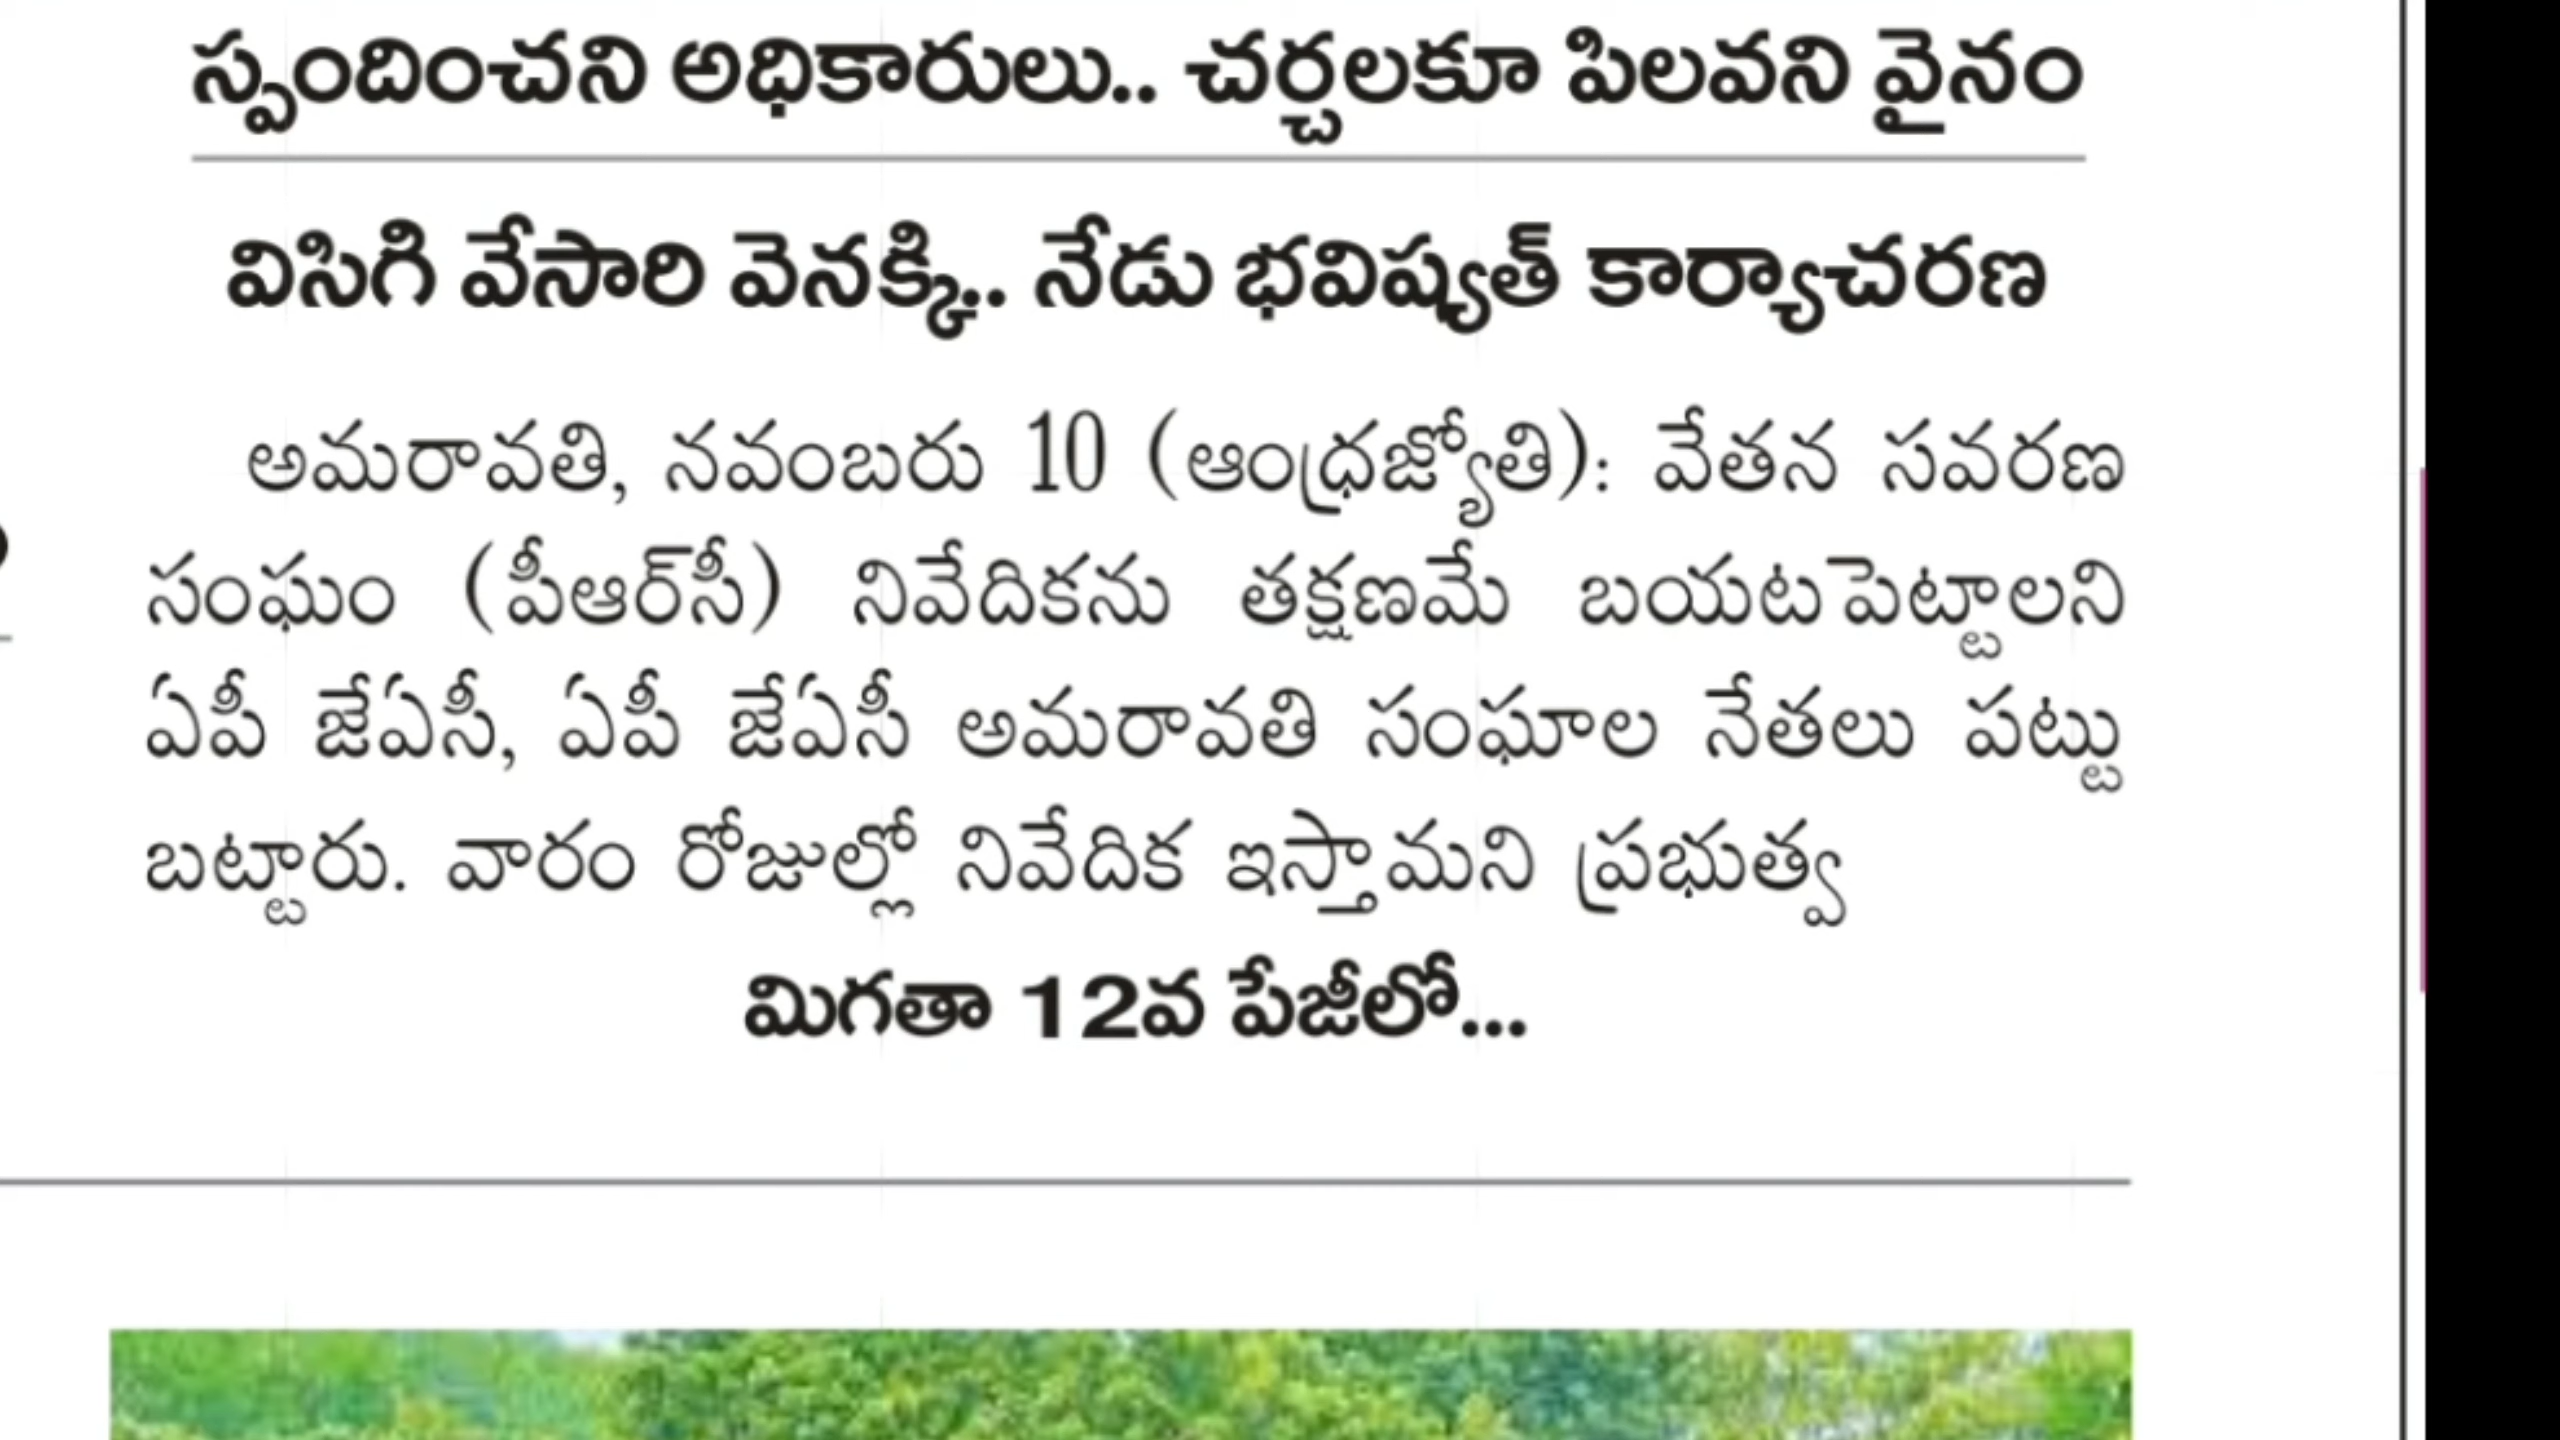 స్పందించని అధికారులు.. చర్చలకూ పిలవని వైనం
విసిగి వేసారి వెనక్కి.. నేడు భవిష్యత్ కార్యాచరణ
అమరావతి, నవంబరు 10 (ఆంధ్రజ్యోతి): వేతన సవరణ
సంఘం (పీఆర్‌సీ) నివేదికను తక్షణమే బయటపెట్టాలని
ఏపీ జేఏసీ, ఏపీ జేఏసీ అమరావతి సంఘాల నేతలు పట్టు
బట్టారు. వారం రోజుల్లో నివేదిక ఇస్తామని ప్రభుత్వ
మిగతా 12వ పేజీలో...